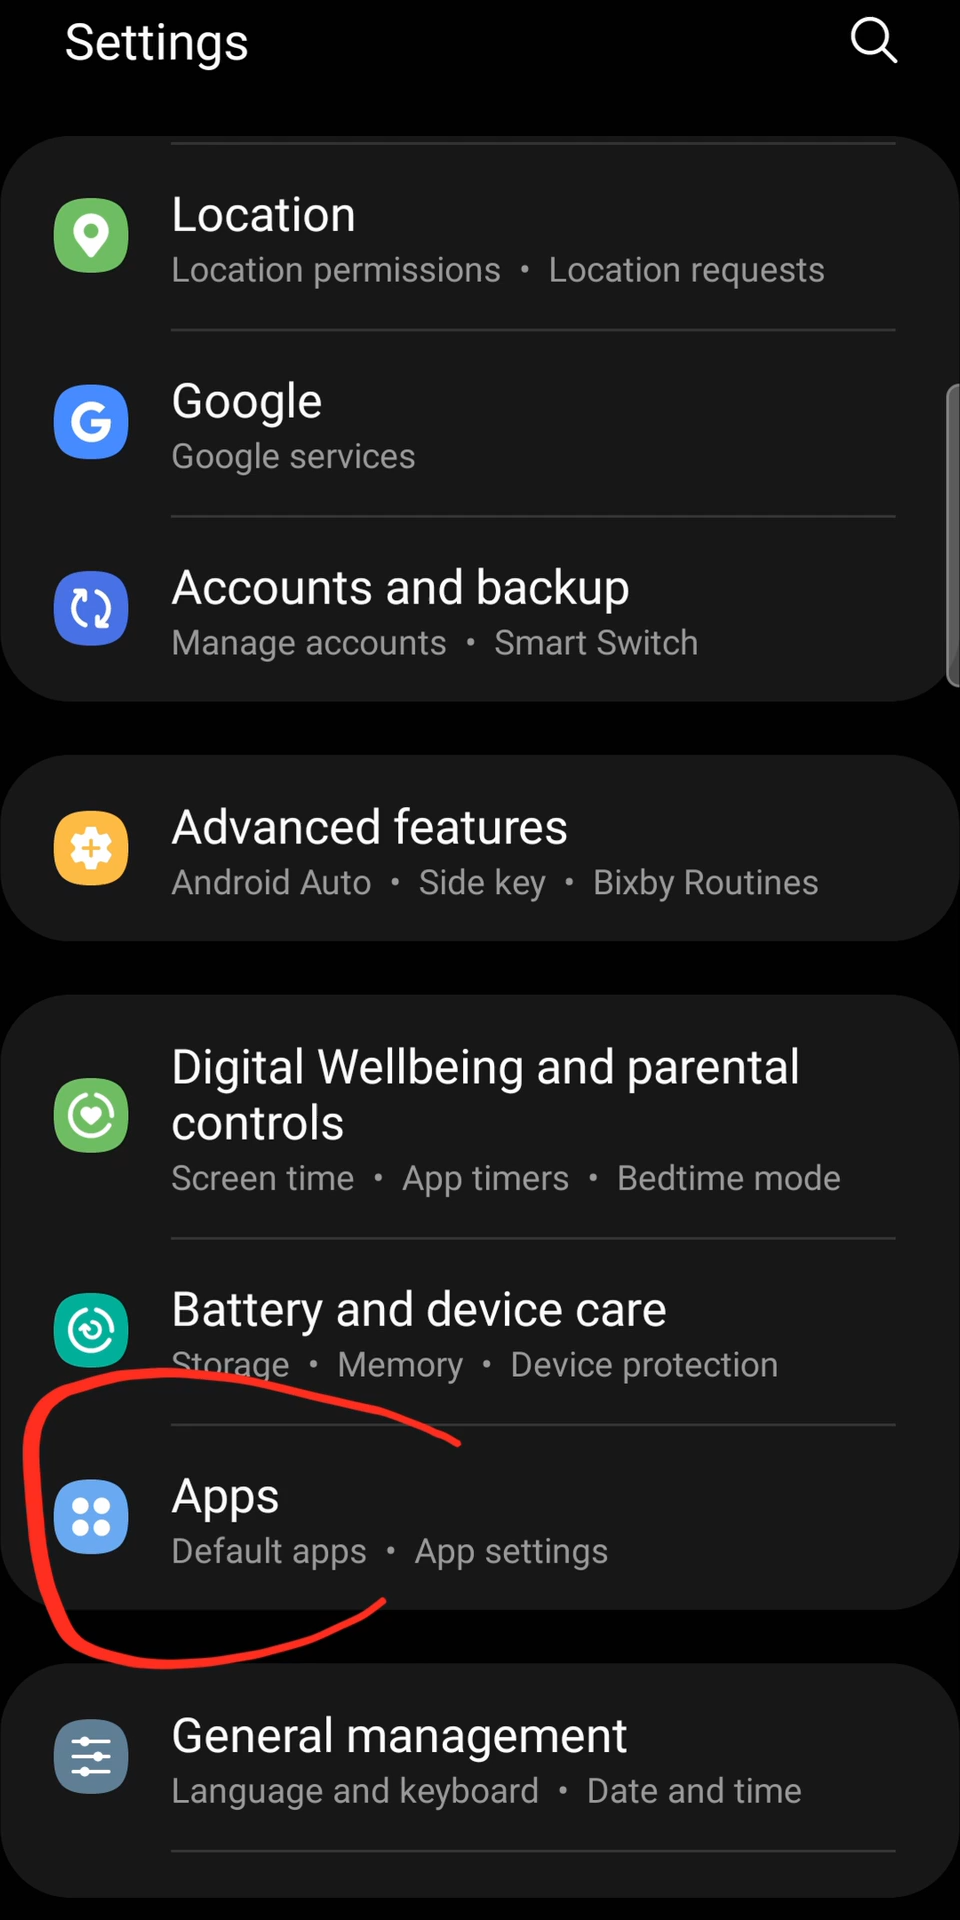 Settings
Location
Location permissions • Location requests
Google
Google services
Accounts and backup
Manage accounts • Smart Switch
Advanced features
Android Auto • Side key • Bixby Routines
Digital Wellbeing and parental
controls
Screen time • App timers • Bedtime mode
Battery and device care
Storage • Memory • Device protection
Apps
Default apps • App settings
General management
Language and keyboard • Date and time